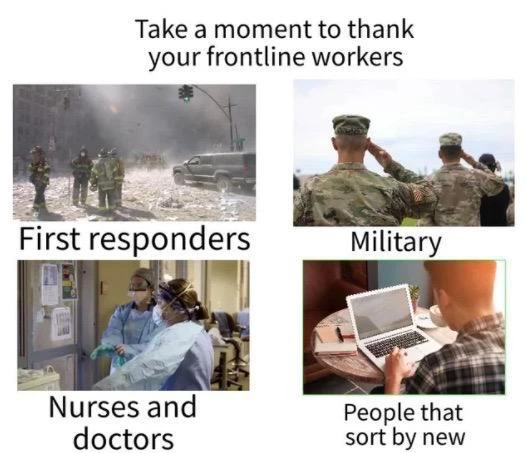 Take a moment to thank
your frontline workers
First responders
Military
Nurses and
doctors
People that
sort by new